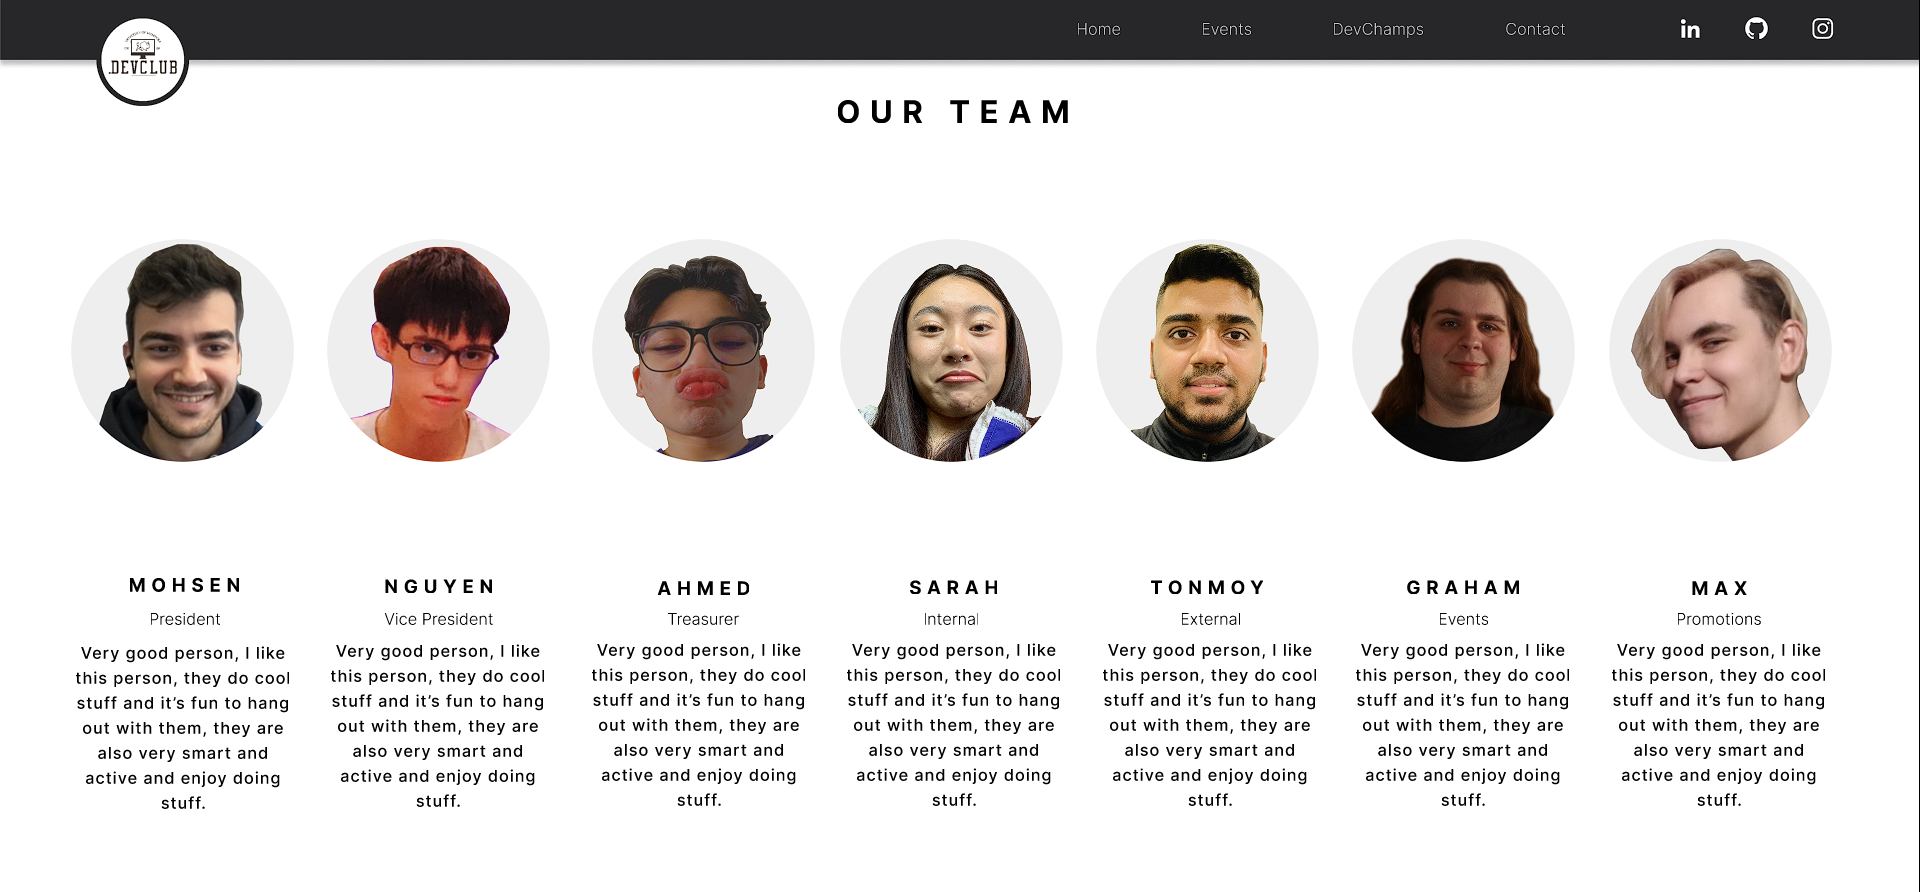 Home Events DevChamps Contact
.DEVCLUB
OUR TEAM
MOHSEN
President
Very good person, I like
this person, they do cool
stuff and it’s fun to hang
out with them, they are
also very smart and
active and enjoy doing
stuff.
NGUYEN
Vice President
Very good person, I like
this person, they do cool
stuff and it’s fun to hang
out with them, they are
also very smart and
active and enjoy doing
stuff.
AHMED
Treasurer
Very good person, I like
this person, they do cool
stuff and it’s fun to hang
out with them, they are
also very smart and
active and enjoy doing
stuff.
SARAH
Internal
Very good person, I like
this person, they do cool
stuff and it’s fun to hang
out with them, they are
also very smart and
active and enjoy doing
stuff.
TONMOY
External
Very good person, I like
this person, they do cool
stuff and it’s fun to hang
out with them, they are
also very smart and
active and enjoy doing
stuff.
GRAHAM
Events
Very good person, I like
this person, they do cool
stuff and it’s fun to hang
out with them, they are
also very smart and
active and enjoy doing
stuff.
MAX
Promotions
Very good person, I like
this person, they do cool
stuff and it’s fun to hang
out with them, they are
also very smart and
active and enjoy doing
stuff.